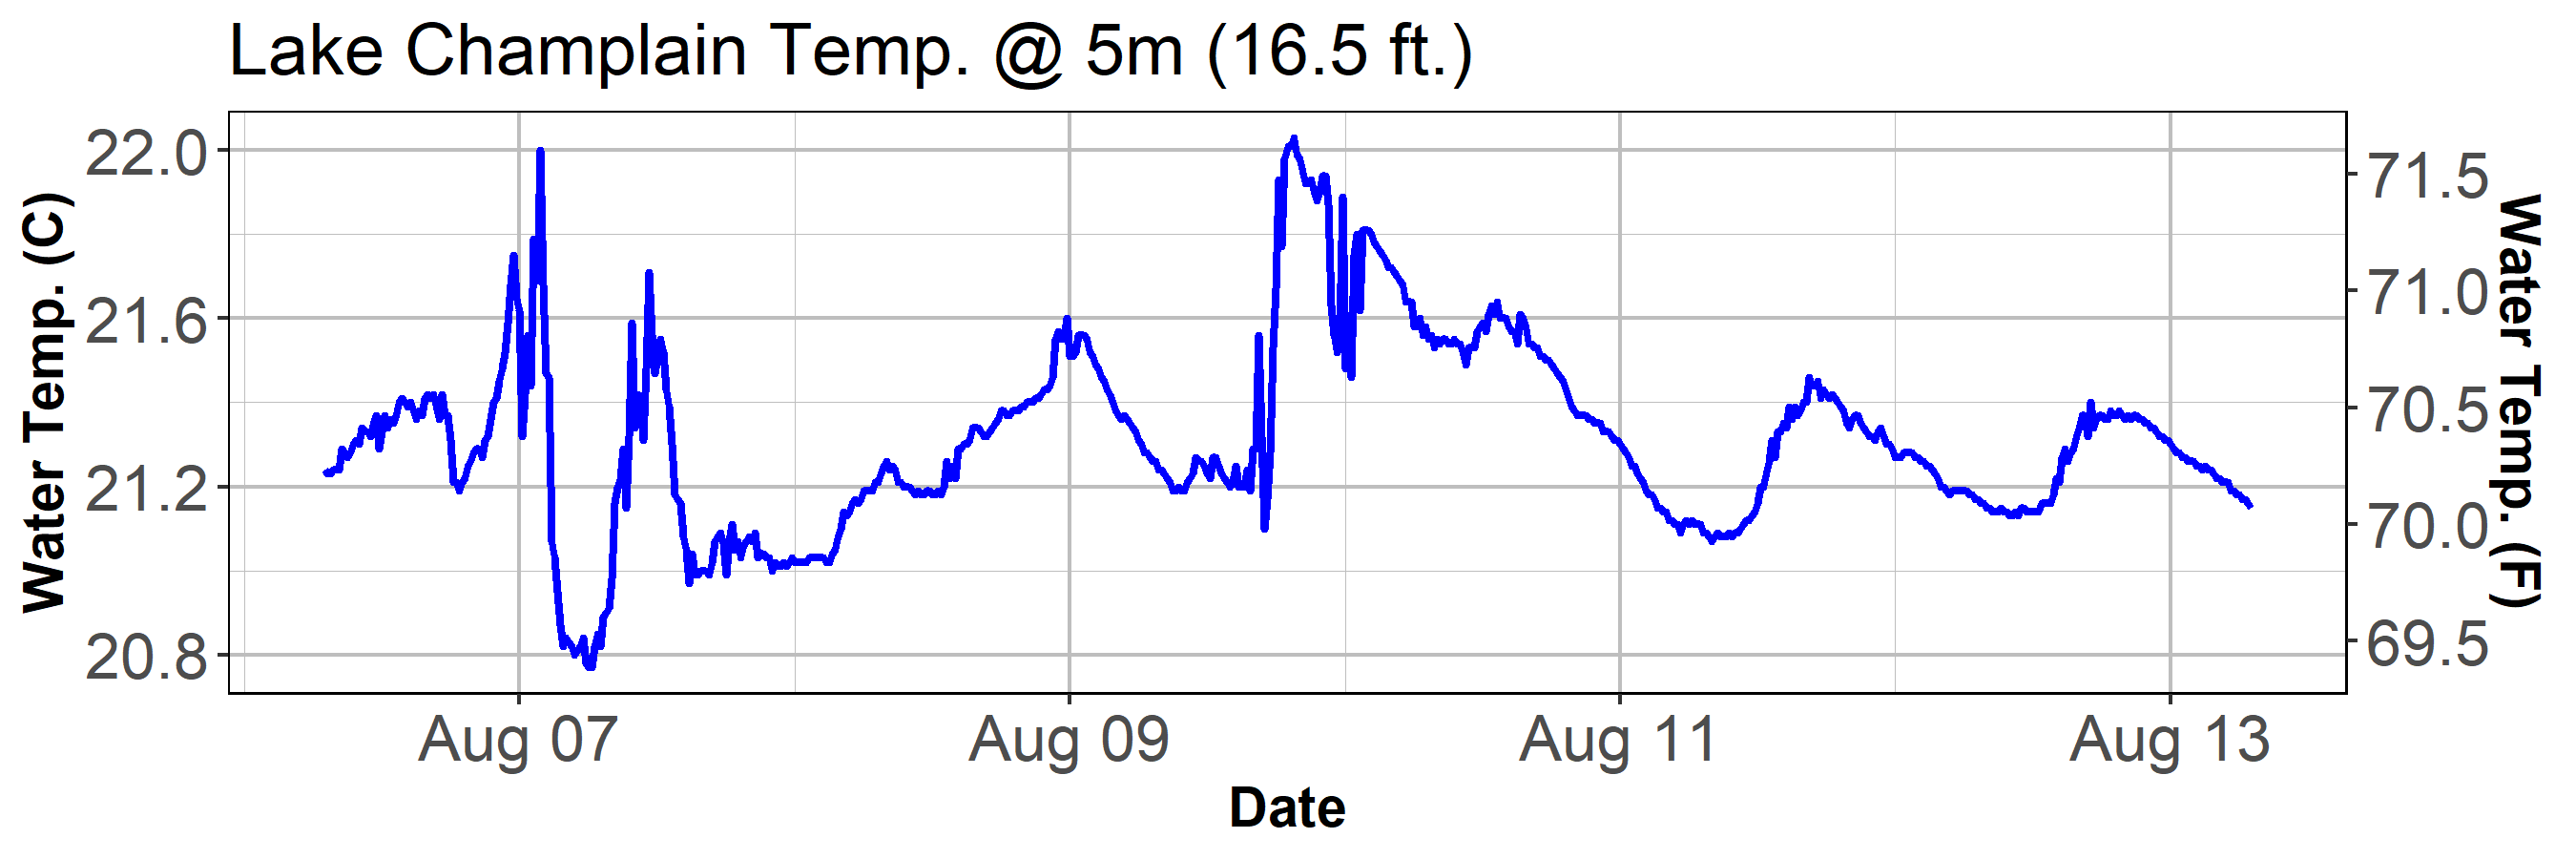 Lake Champlain Temp. @ 5m (16.5 ft.)
Water Temp. (C)
22.0
21.6
21.2
20.8
71.5
71.0
70.5
70.0
69.5
Water Temp. (F)
Aug 07 Aug 09 Aug 11 Aug 13
Date